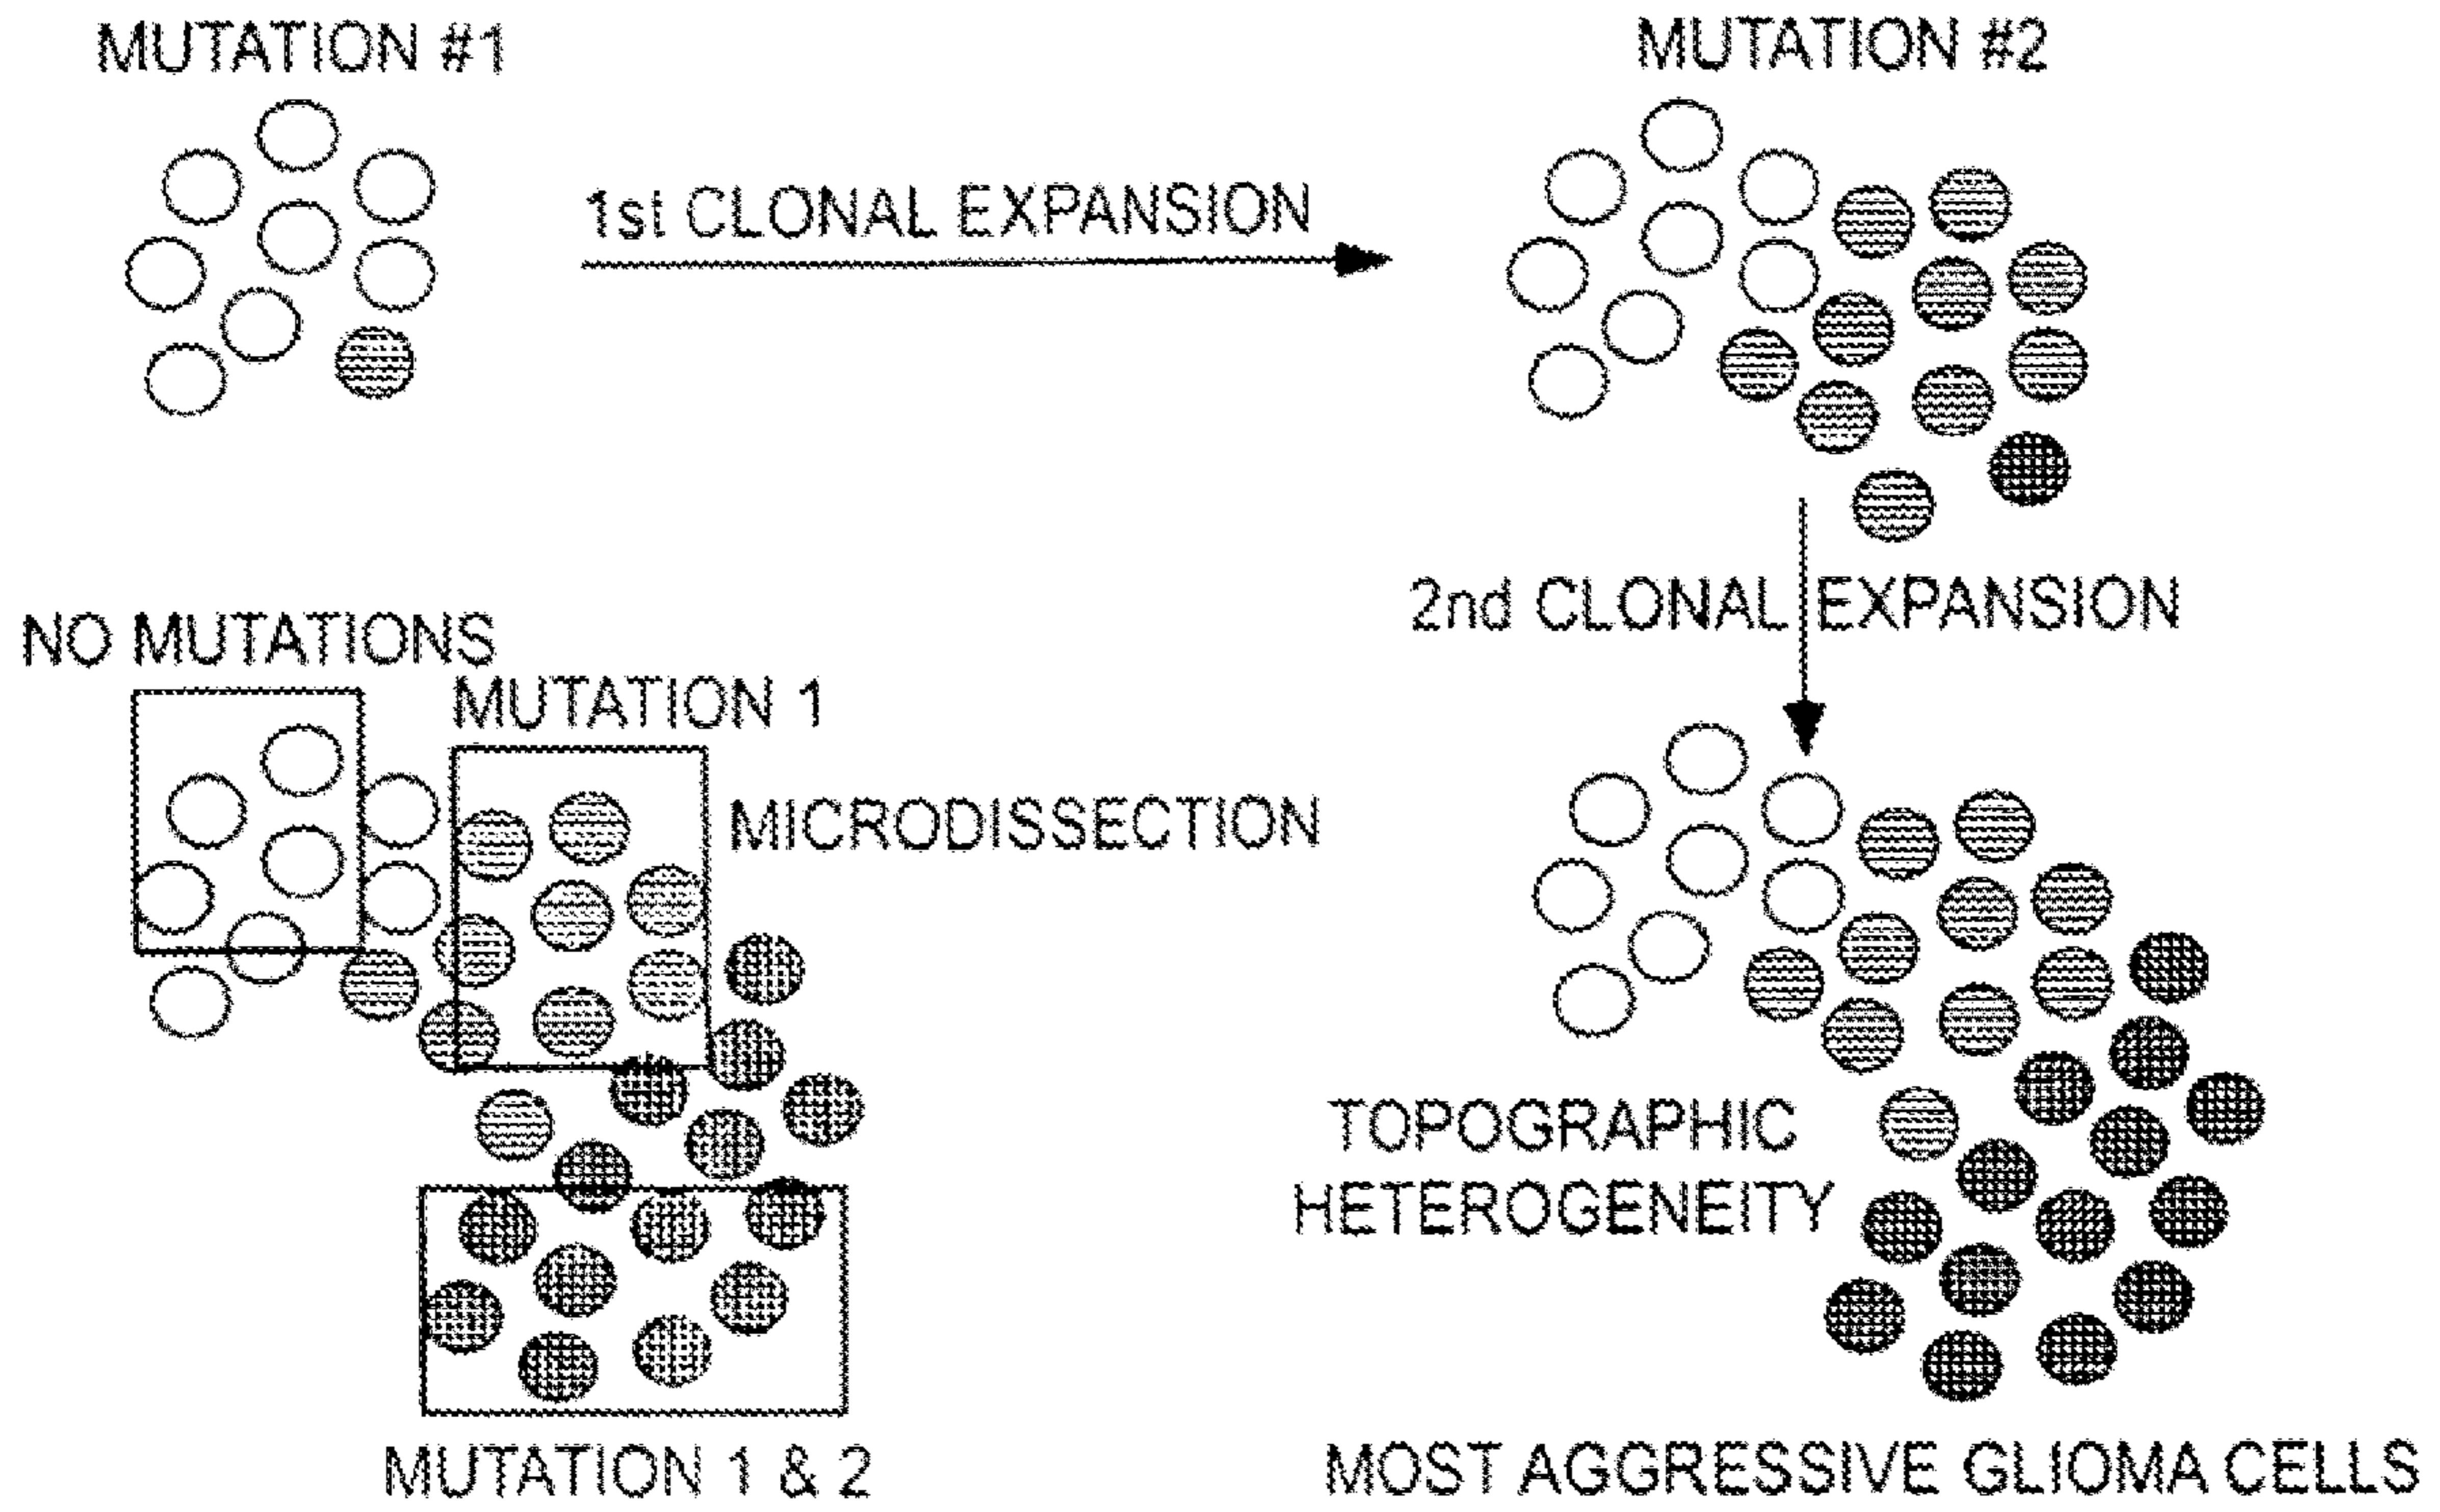 MUTATION #1
MUTATION #2
1st CLONAL EXPANSION
2nd CLONAL EXPANSION
NO MUTATIONS
MUTATION 1
MICRODISSECTION
TOPOGRAPHIC
HETEROGENEITY
MUTATION 1 & 2
MOST AGGRESSIVE GLIOMA CELLS